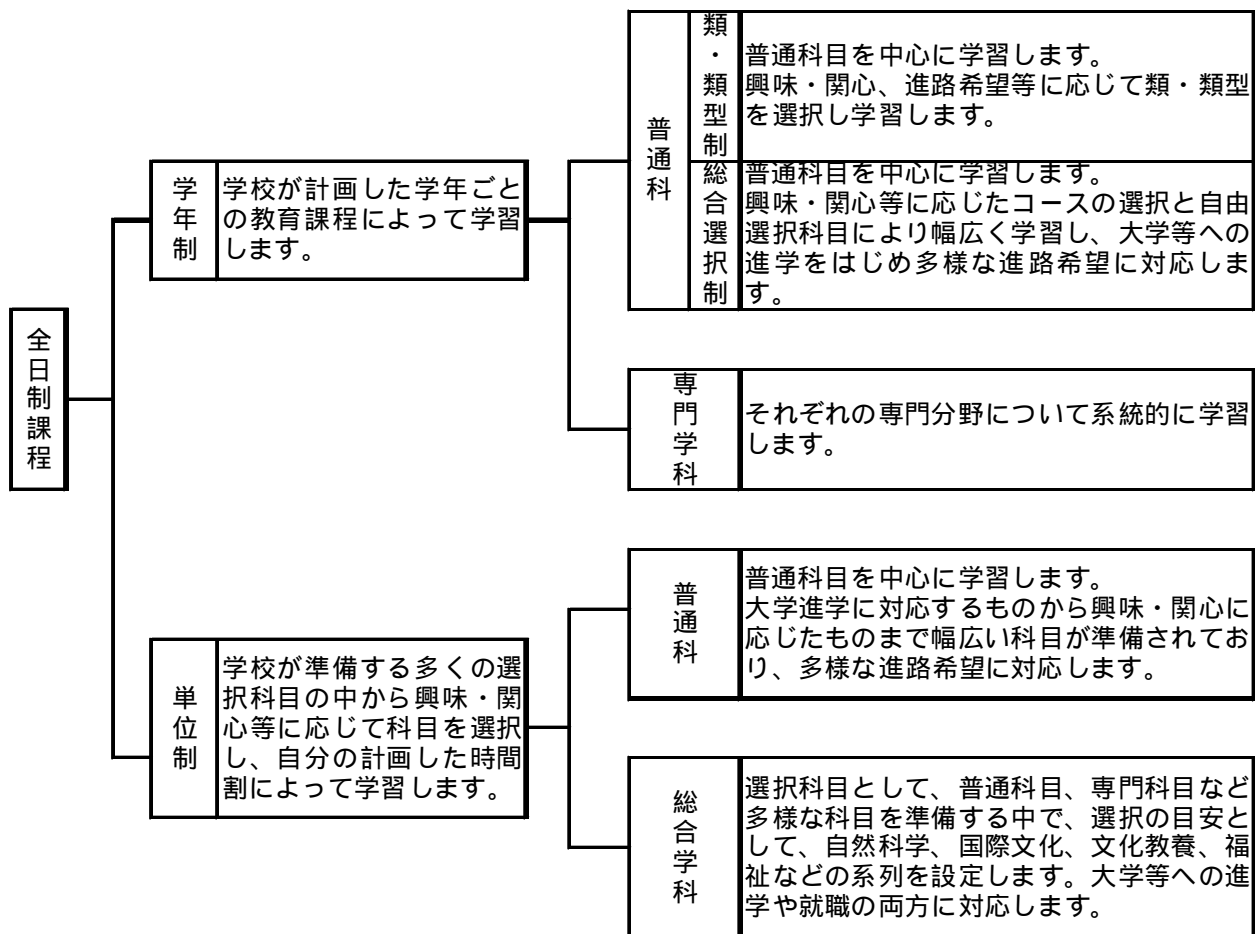 全日制課程
学年制
学校が計画した学年ごと
の教育課程によって学習
します。
普通科
類・類型制
普通科目を中心に学習します。
興味・関心、進路希望等に応じて類・類型
を選択し学習します。
総合選択制
普通科目を中心に学習します。
興味・関心等に応じたコースの選択と自由
選択科目により幅広く学習し、大学等への
進学をはじめ多様な進路希望に対応しま
す。
専門学科
それぞれの専門分野について系統的に学習
します。
単位制
学校が準備する多くの選
択科目の中から興味・関
心等に応じて科目を選択
し、自分の計画した時間
割によって学習します。
普通科
普通科目を中心に学習します。
大学進学に対応するものから興味・関心に
応じたものまで幅広い科目が準備されてお
り、多様な進路希望に対応します。
総合学科
選択科目として、普通科目、専門科目など
多様な科目を準備する中で、選択の目安と
して、自然科学、国際文化、文化教養、福
祉などの系列を設定します。大学等への進
学や就職の両方に対応します。